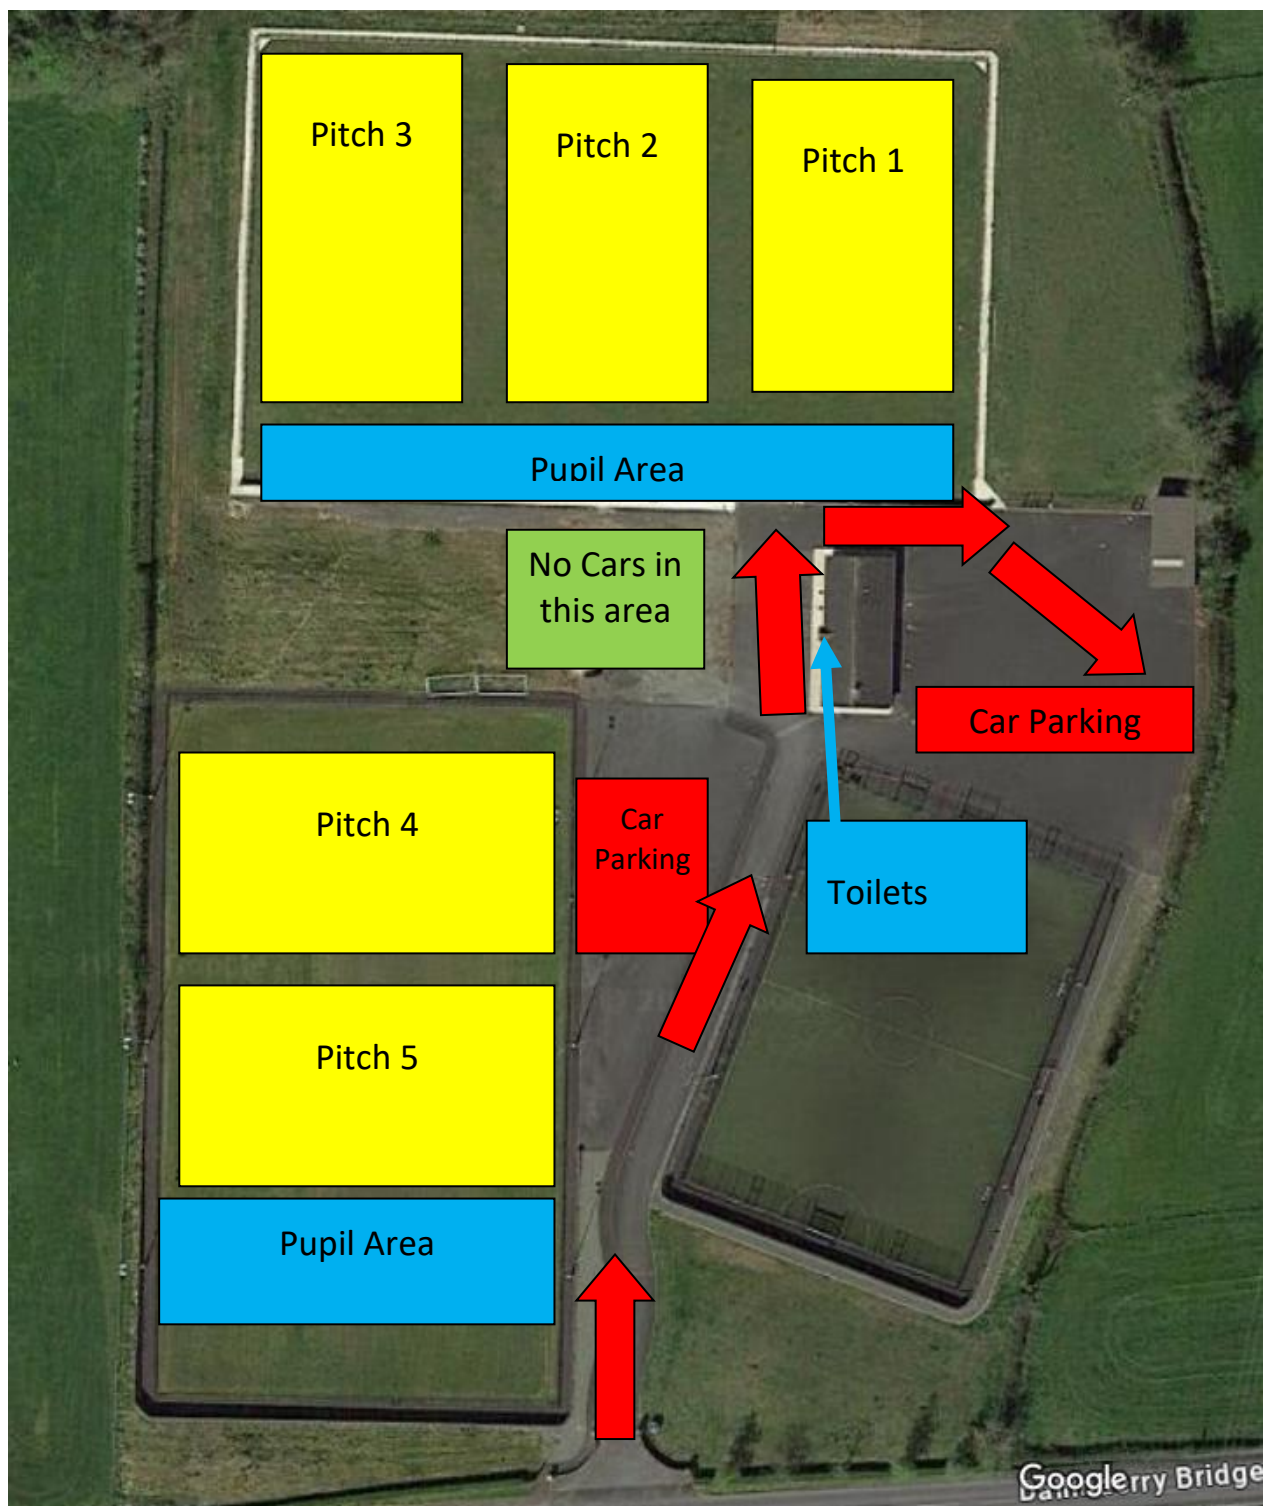 Pitch 3
Pitch 2
Pitch 1
Pupil Area
No Cars in
this area
Car Parking
Pitch 4
Car
Parking
Toilets
Pitch 5
Pupil Area
Google
Bridge